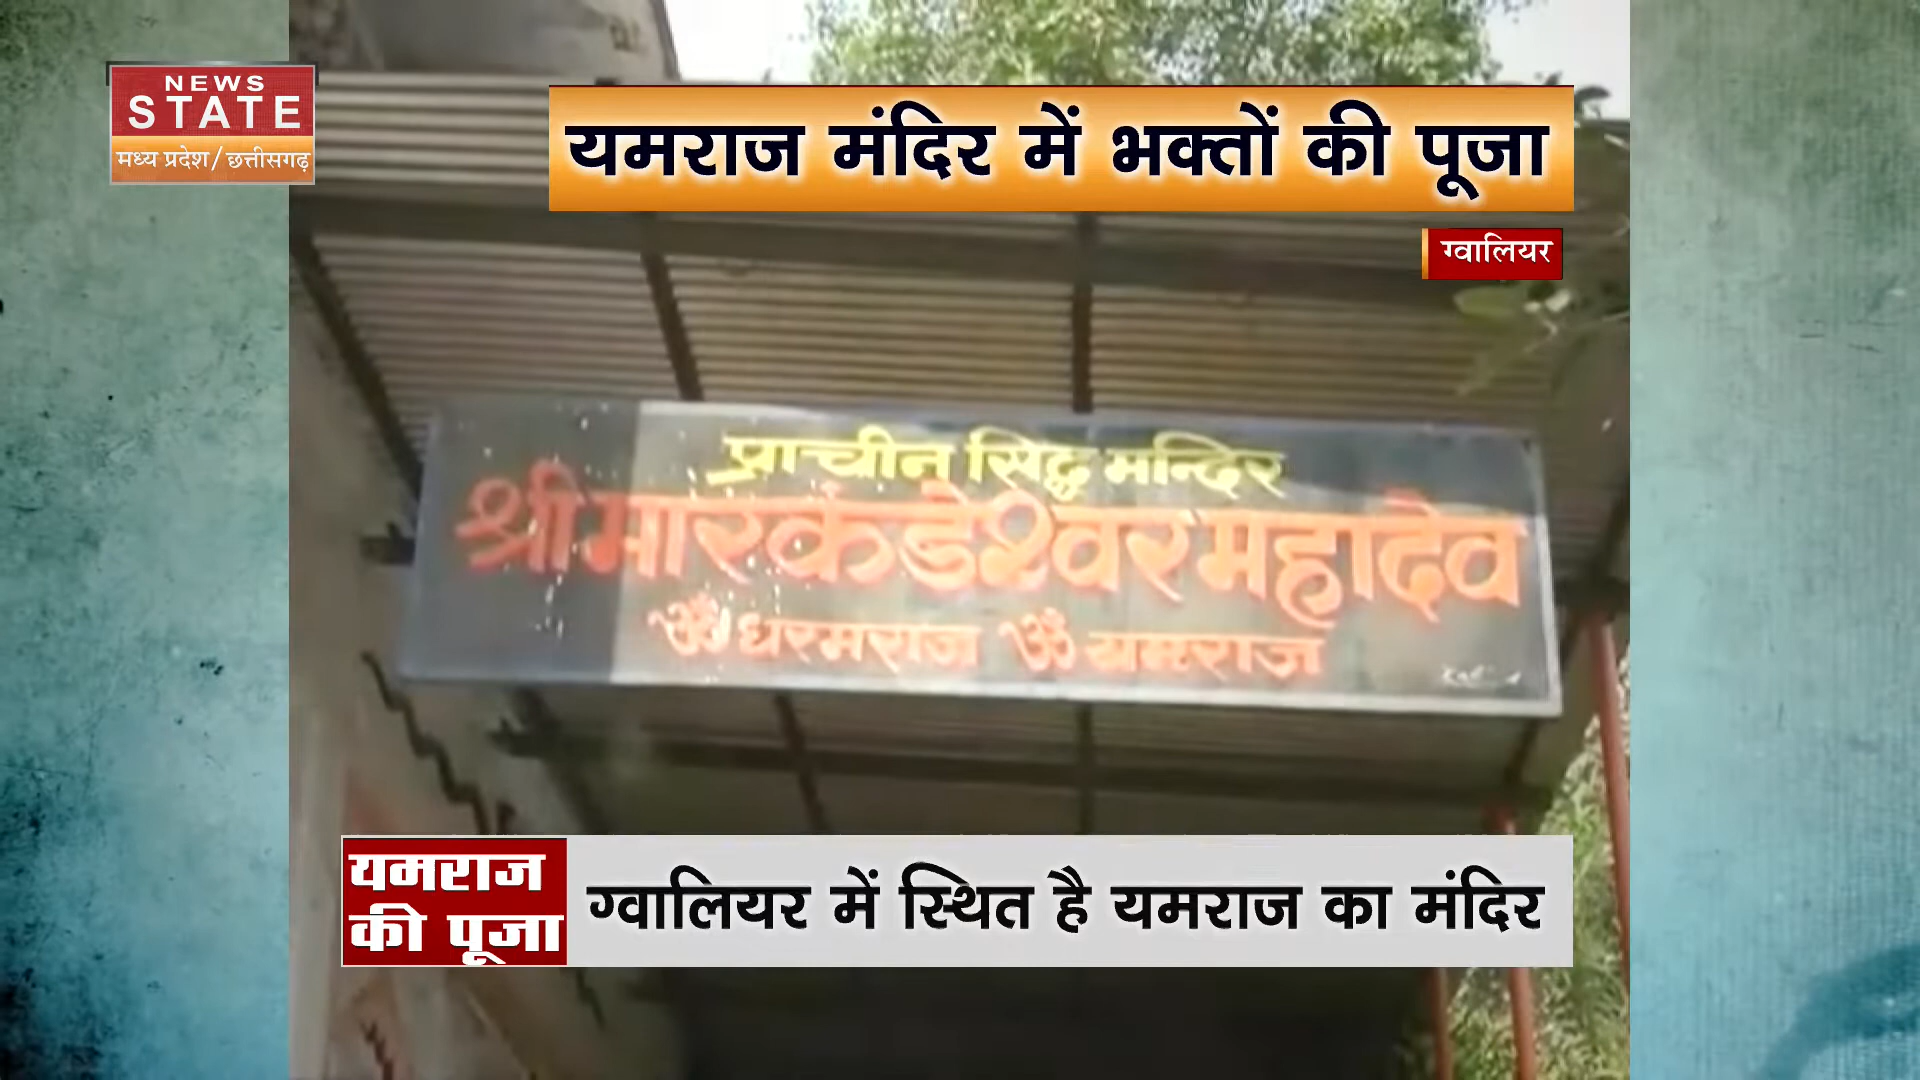 NEWS
STATE
मध्य प्रदेश/छत्तीसगढ़
यमराज मंदिर में भक्तों की पूजा
ग्वालियर
प्राचीन सिद्ध मन्दिर
श्री मारकंडेश्वर महादेव
ॐ धरमराज ॐ यमराज
यमराज
की पूजा
ग्वालियर में स्थित है यमराज का मंदिर